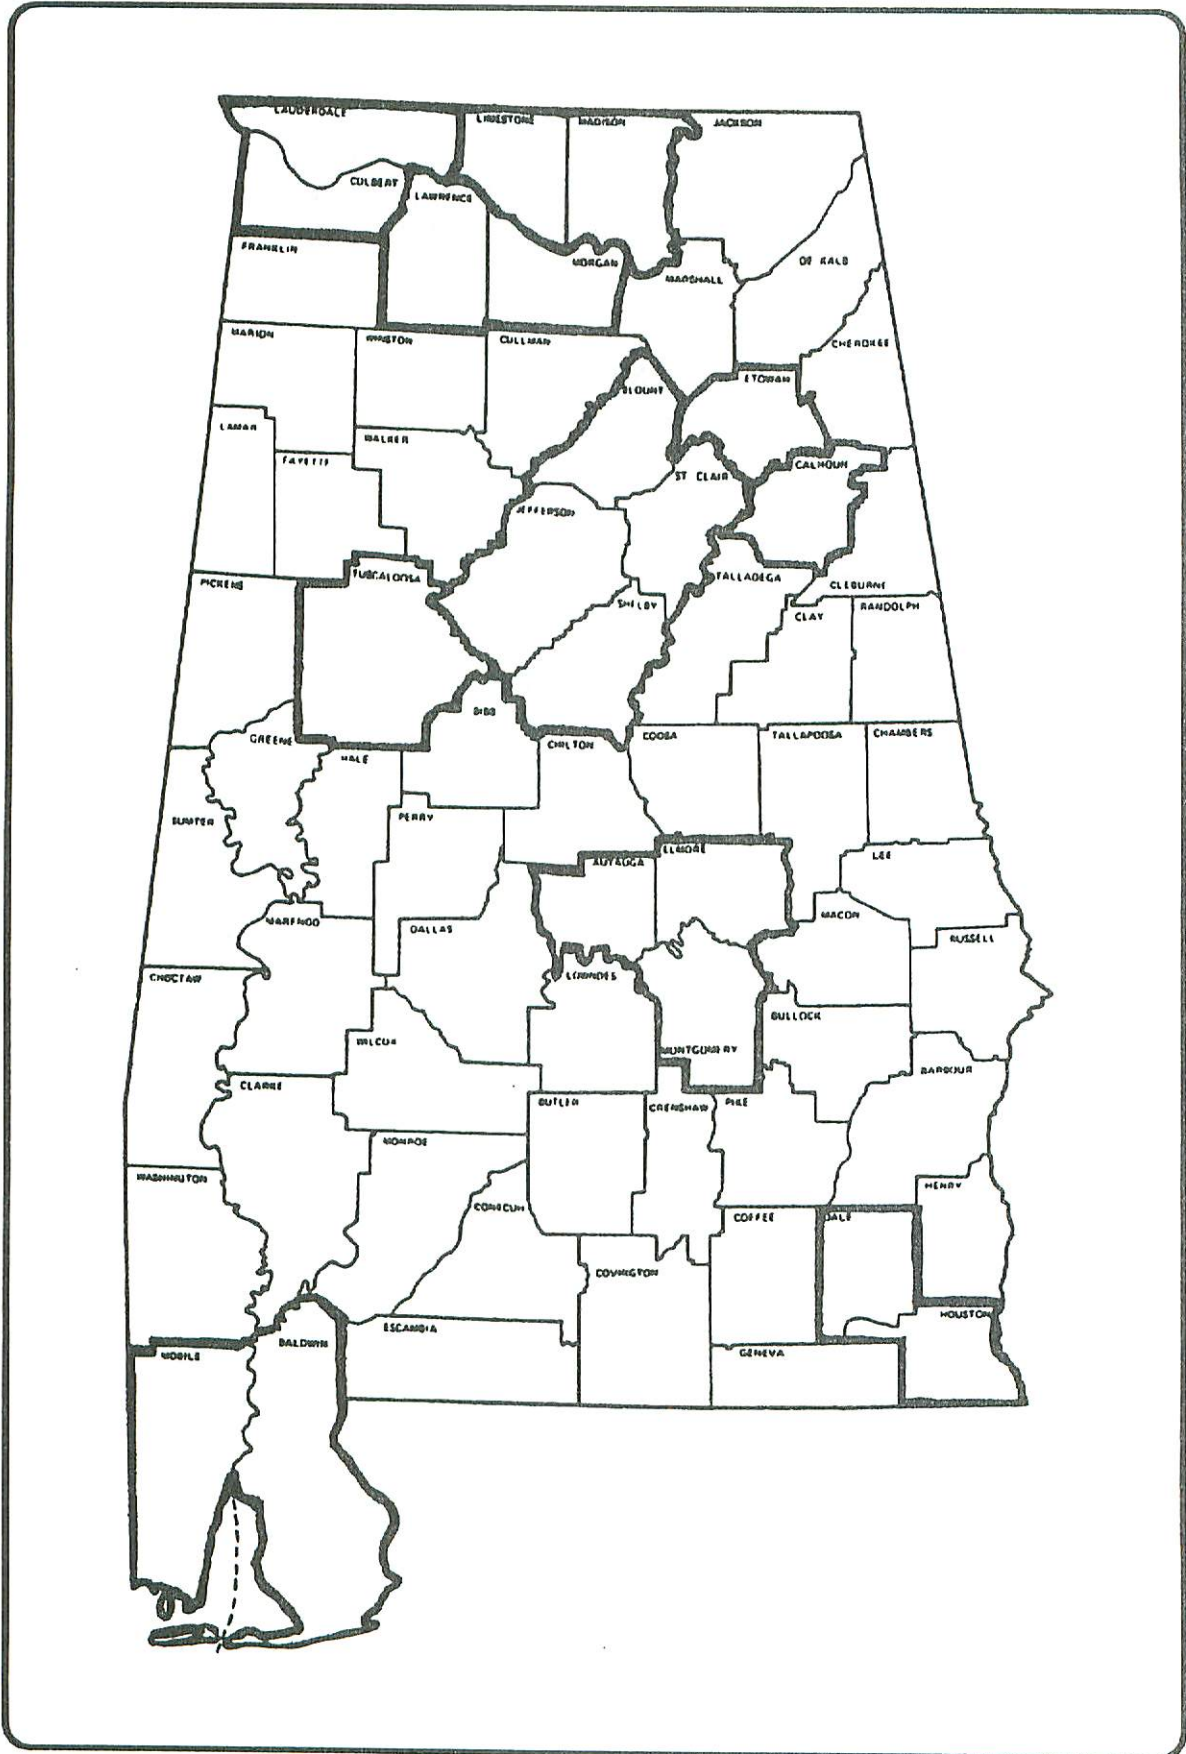 LAUDERDALE
LIMESTONE
MADISON
JACKSON
CULBERT
LAWRENCE
FRANKLIN
MORGAN
DE KALB
MARSHALL
MARION
WINSTON
CULLMAN
CHEROKEE
ETOWAH
BLOUNT
LAMAR
WALKER
FAYETTE
ST CLAIR
CALHOUN
JEFFERSON
PICKENS
TUSCALOOSA
TALLADEGA
CLEBURNE
SHELBY
CLAY
RANDOLPH
BIBB
GREENE
HALE
CHILTON
COOSA
TALLAPOOSA
CHAMBERS
SUMTER
PERRY
AUTAUGA
ELMORE
LEE
MARENGO
DALLAS
MACON
RUSSELL
CHOCTAW
LOWNDES
BULLOCK
WILCOX
MONTGOMERY
BARBOUR
CLARKE
BUTLER
CRENSHAW
PIKE
MONROE
WASHINGTON
CONECUH
HENRY
COFFEE
DALE
COVINGTON
HOUSTON
ESCAMBIA
BALDWIN
MOBILE
GENEVA